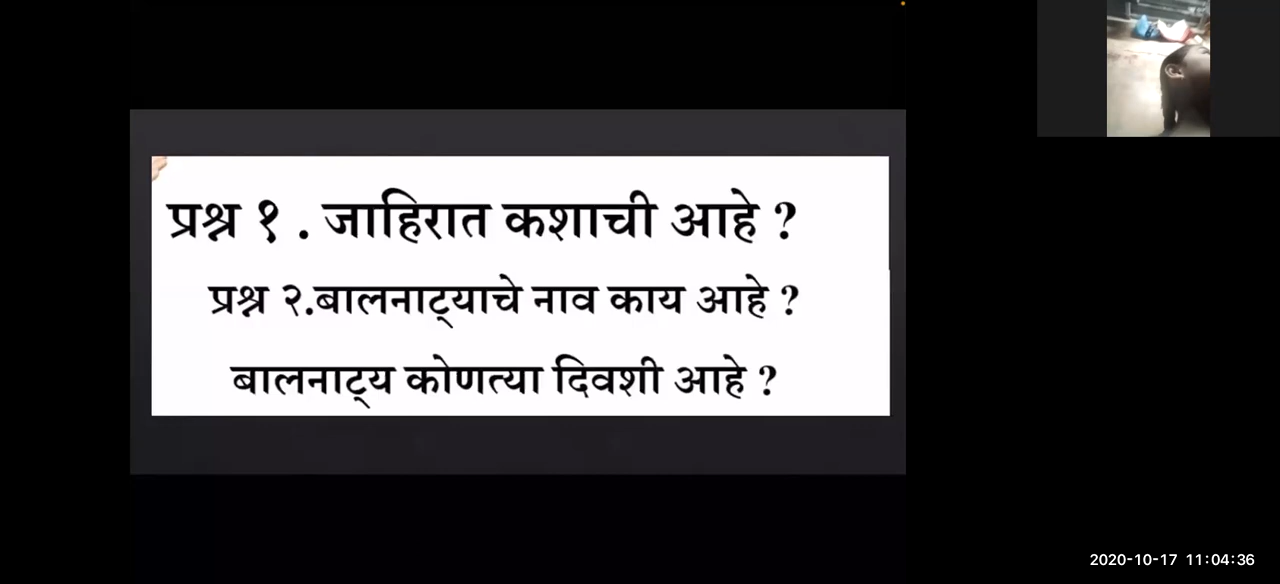 प्रश्न १ . जाहिरात कशाची आहे ?
प्रश्न २.बालनाट्याचे नाव काय आहे ?
बालनाट्य कोणत्या दिवशी आहे ?
2020-10-17 11:04:36